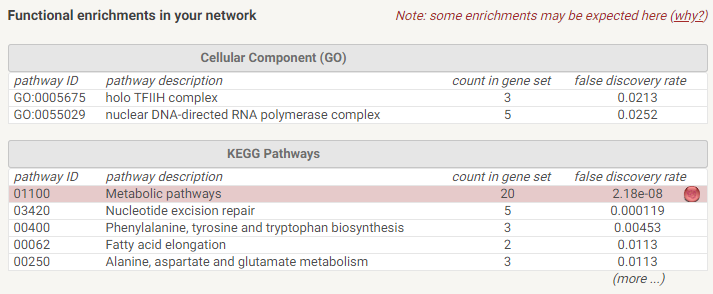 Functional enrichments in your network Note: some enrichments may be expected here (why?)
Cellular Component (GO)
pathway ID pathway description count in gene set false discovery rate
GO:0005675 holo TFIIH complex 3 0.0213
GO:0055029 nuclear DNA-directed RNA polymerase complex 5 0.0252
KEGG Pathways
pathway ID pathway description count in gene set false discovery rate
01100 Metabolic pathways 20 2.18e-08
03420 Nucleotide excision repair 5 0.000119
00400 Phenylalanine, tyrosine and tryptophan biosynthesis 3 0.00453
00062 Fatty acid elongation 2 0.0113
00250 Alanine, aspartate and glutamate metabolism 3 0.0113
(more ...)